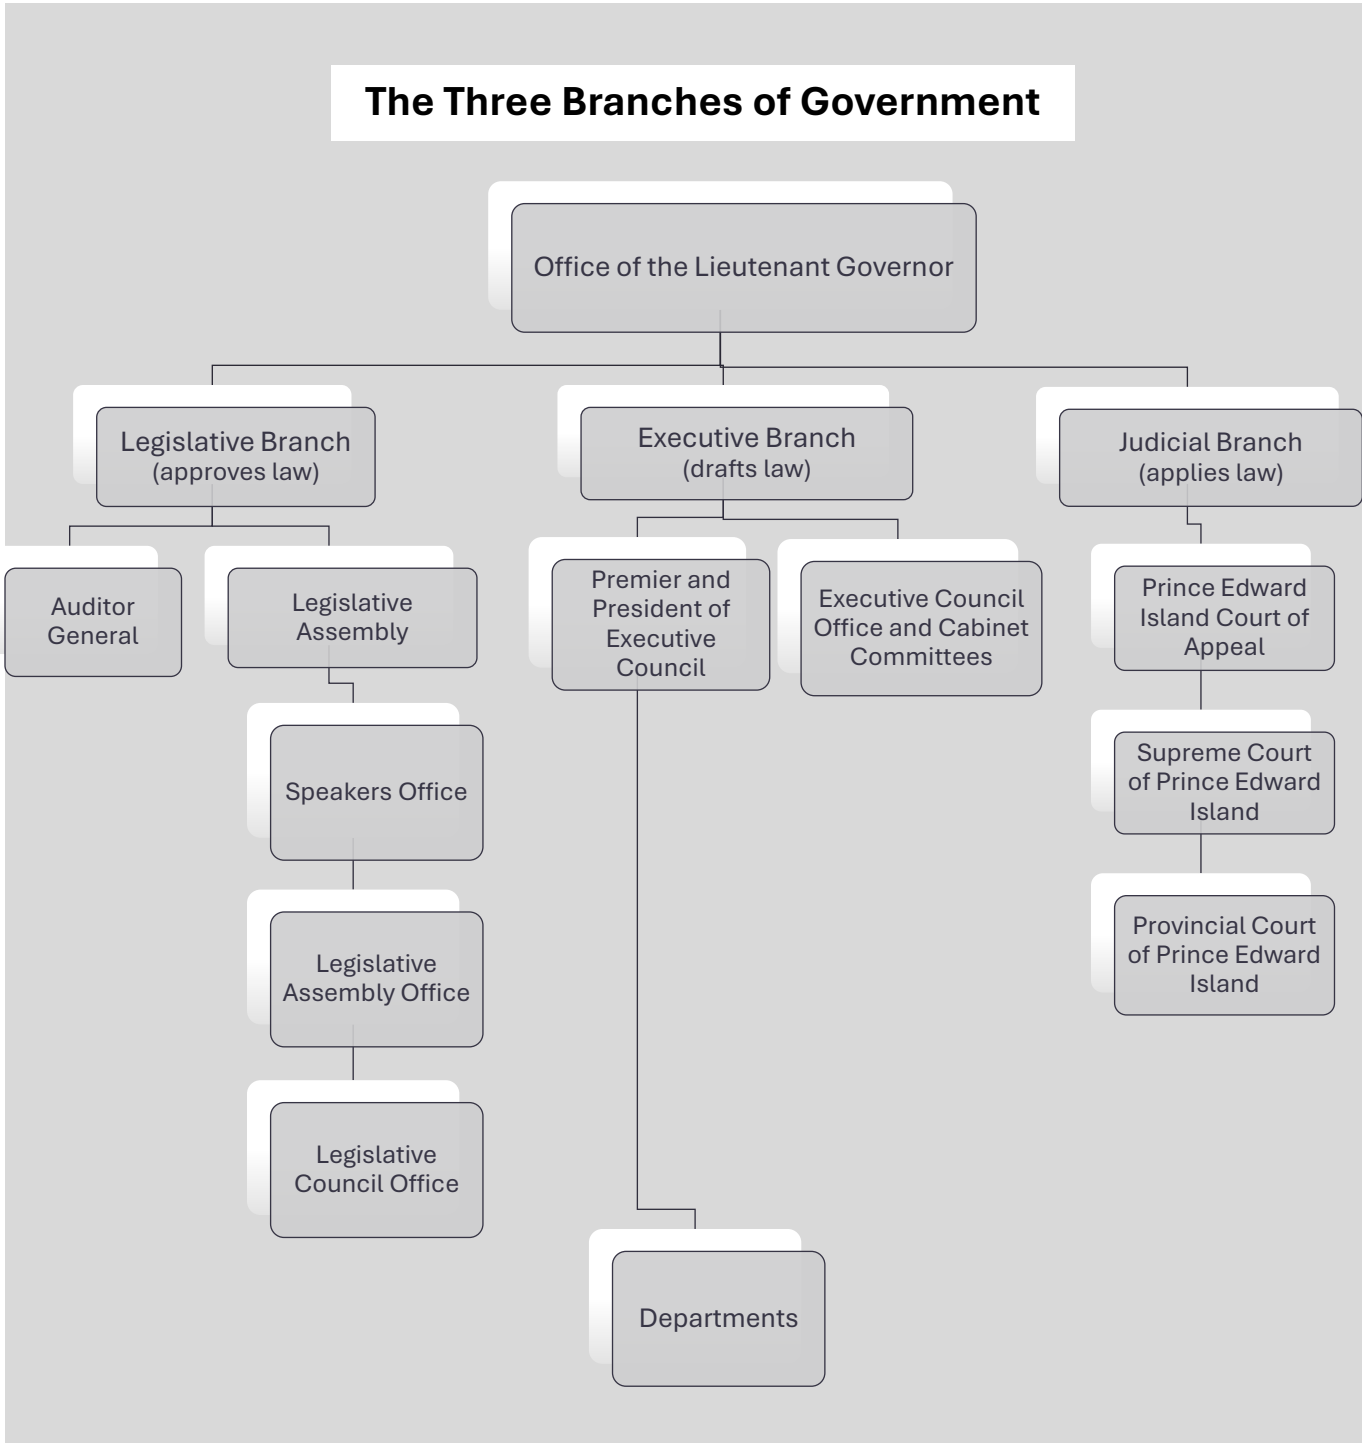 The Three Branches of Government
Office of the Lieutenant Governor
Legislative Branch
(approves law)
Executive Branch
(drafts law)
Judicial Branch
(applies law)
Auditor
General
Legislative
Assembly
Premier and
President of
Executive
Council
Executive Council
Office and Cabinet
Committees
Prince Edward
Island Court of
Appeal
Speakers Office
Supreme Court
of Prince Edward
Island
Legislative
Assembly Office
Provincial Court
of Prince Edward
Island
Legislative
Council Office
Departments